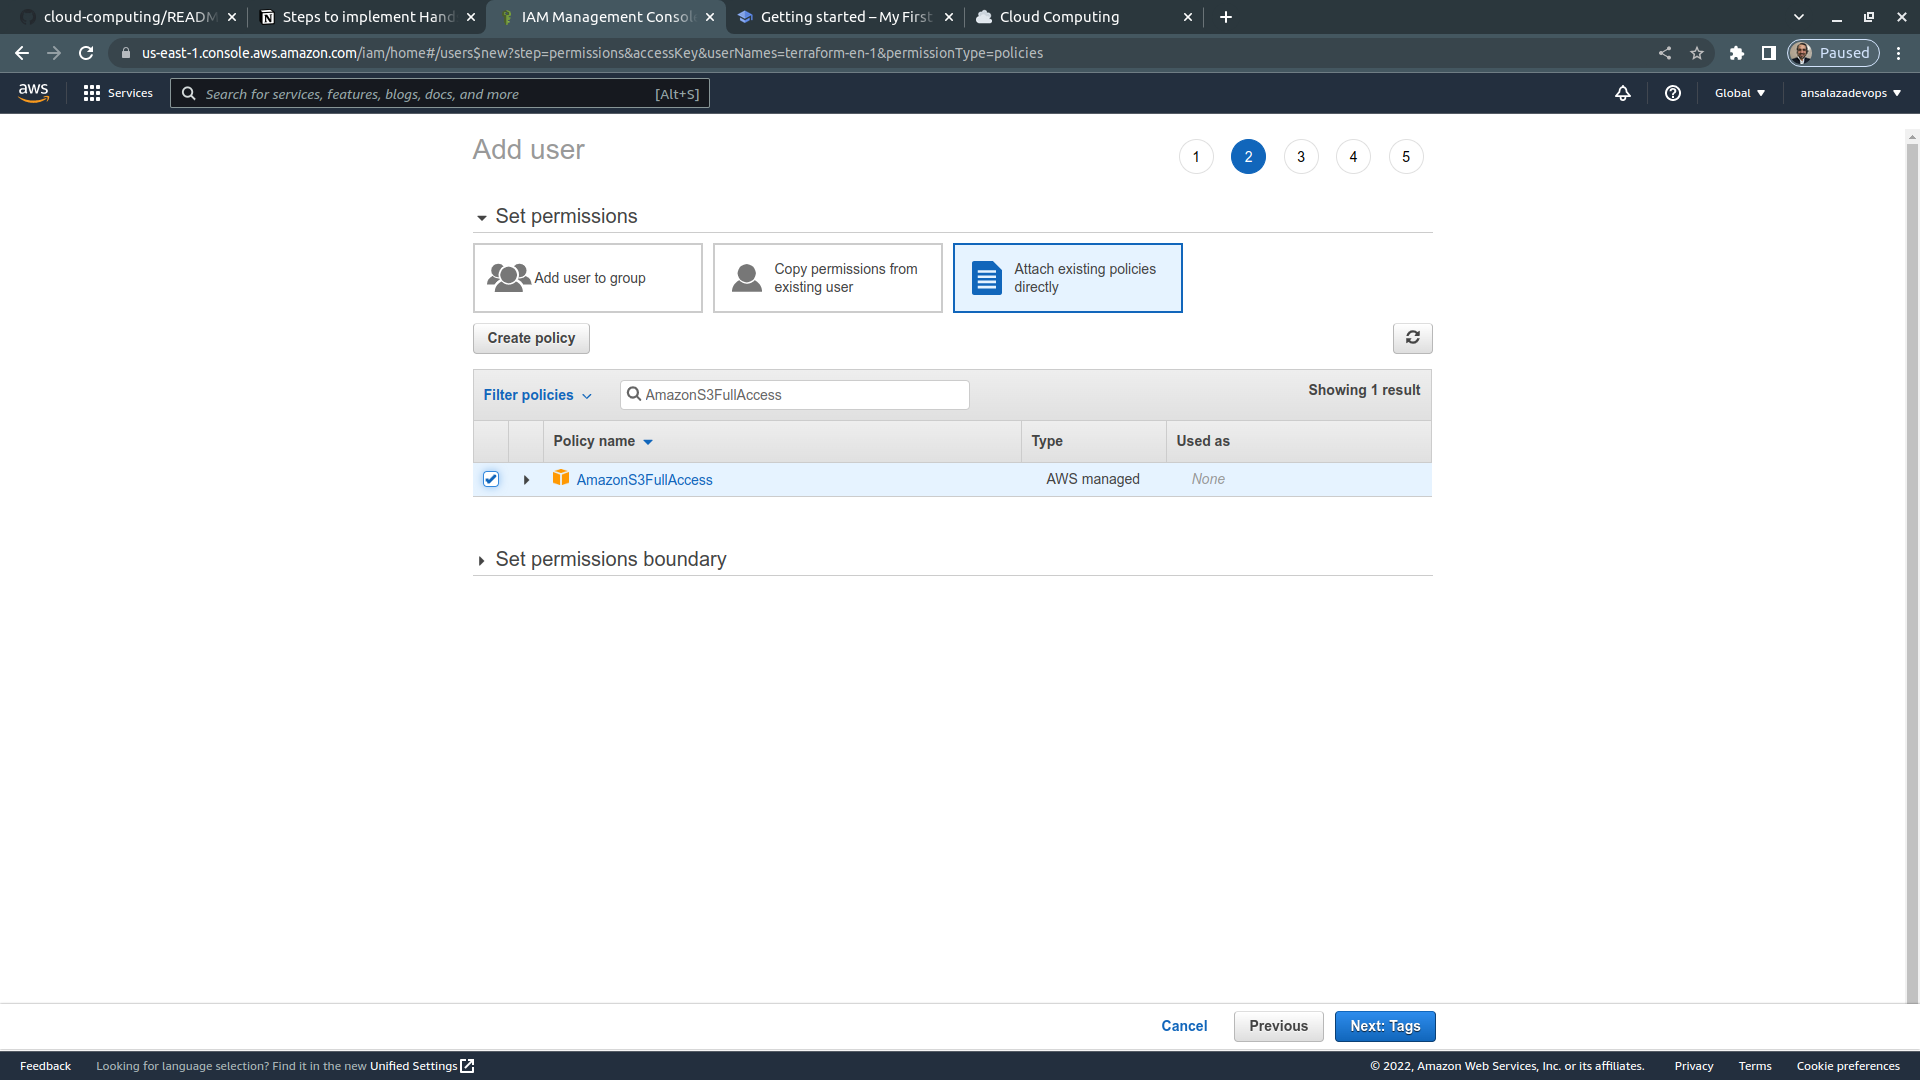 cloud-computing/READM
Steps to implement Hand
IAM Management Consol
Getting started – My First
Cloud Computing
us-east-1.console.aws.amazon.com/iam/home#/users$new?step=permissions&accessKey&userNames=terraform-en-1&permissionType=policies
Paused
aws
Services
Search for services, features, blogs, docs, and more
[Alt+S]
Global
ansalazadevops
Add user
1
2
3
4
5
Set permissions
Add user to group
Copy permissions from
existing user
Attach existing policies
directly
Create policy
Filter policies
AmazonS3FullAccess
Showing 1 result
Policy name
Type
Used as
AmazonS3FullAccess
AWS managed
None
Set permissions boundary
Cancel
Previous
Next: Tags
Feedback
Looking for language selection? Find it in the new Unified Settings
© 2022, Amazon Web Services, Inc. or its affiliates.
Privacy
Terms
Cookie preferences